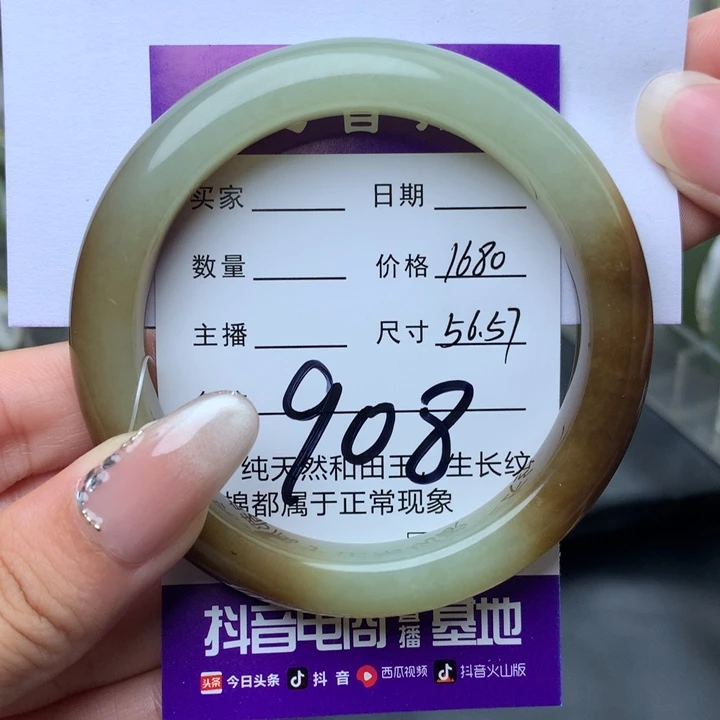 买家 日期
数量 价格 1680
主播 尺寸 56.57
908
纯天然和田玉 生长纹
棉都属于正常现象
抖音电商直播基地
头条 今日头条 抖音 西瓜视频 抖音火山版